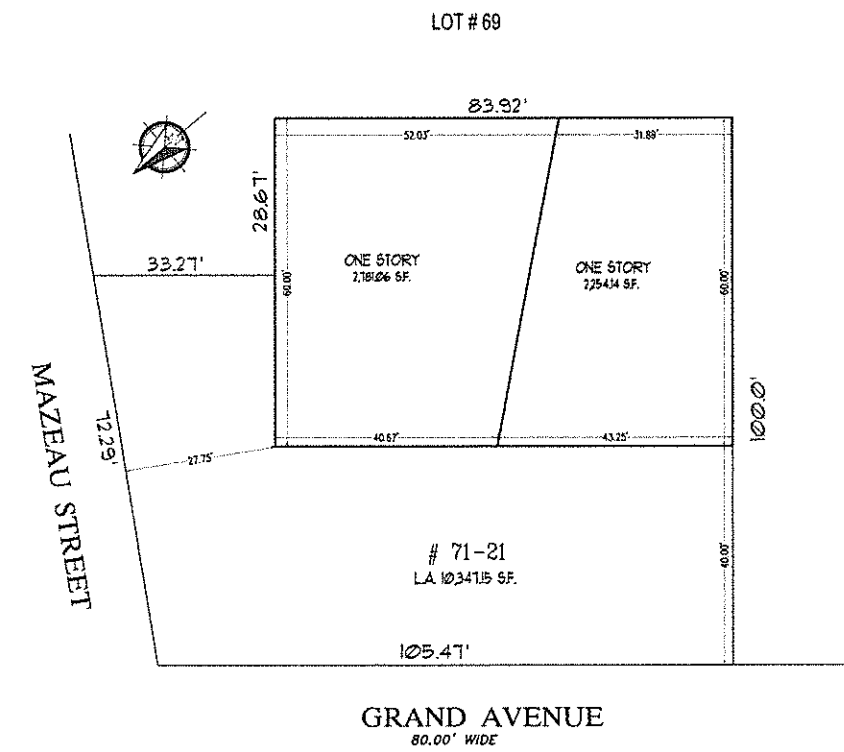 LOT # 69
83.92'
52.03'
31.89'
28.67'
33.27'
60.00'
ONE STORY
2,781.06 S.F.
ONE STORY
2,254.14 S.F.
60.00'
MAZEAU STREET
72.29'
27.75'
40.67'
43.25'
100.0'
# 71-21
L.A. 10,347.15 S.F.
40.00'
105.47'
GRAND AVENUE
80.00' WIDE